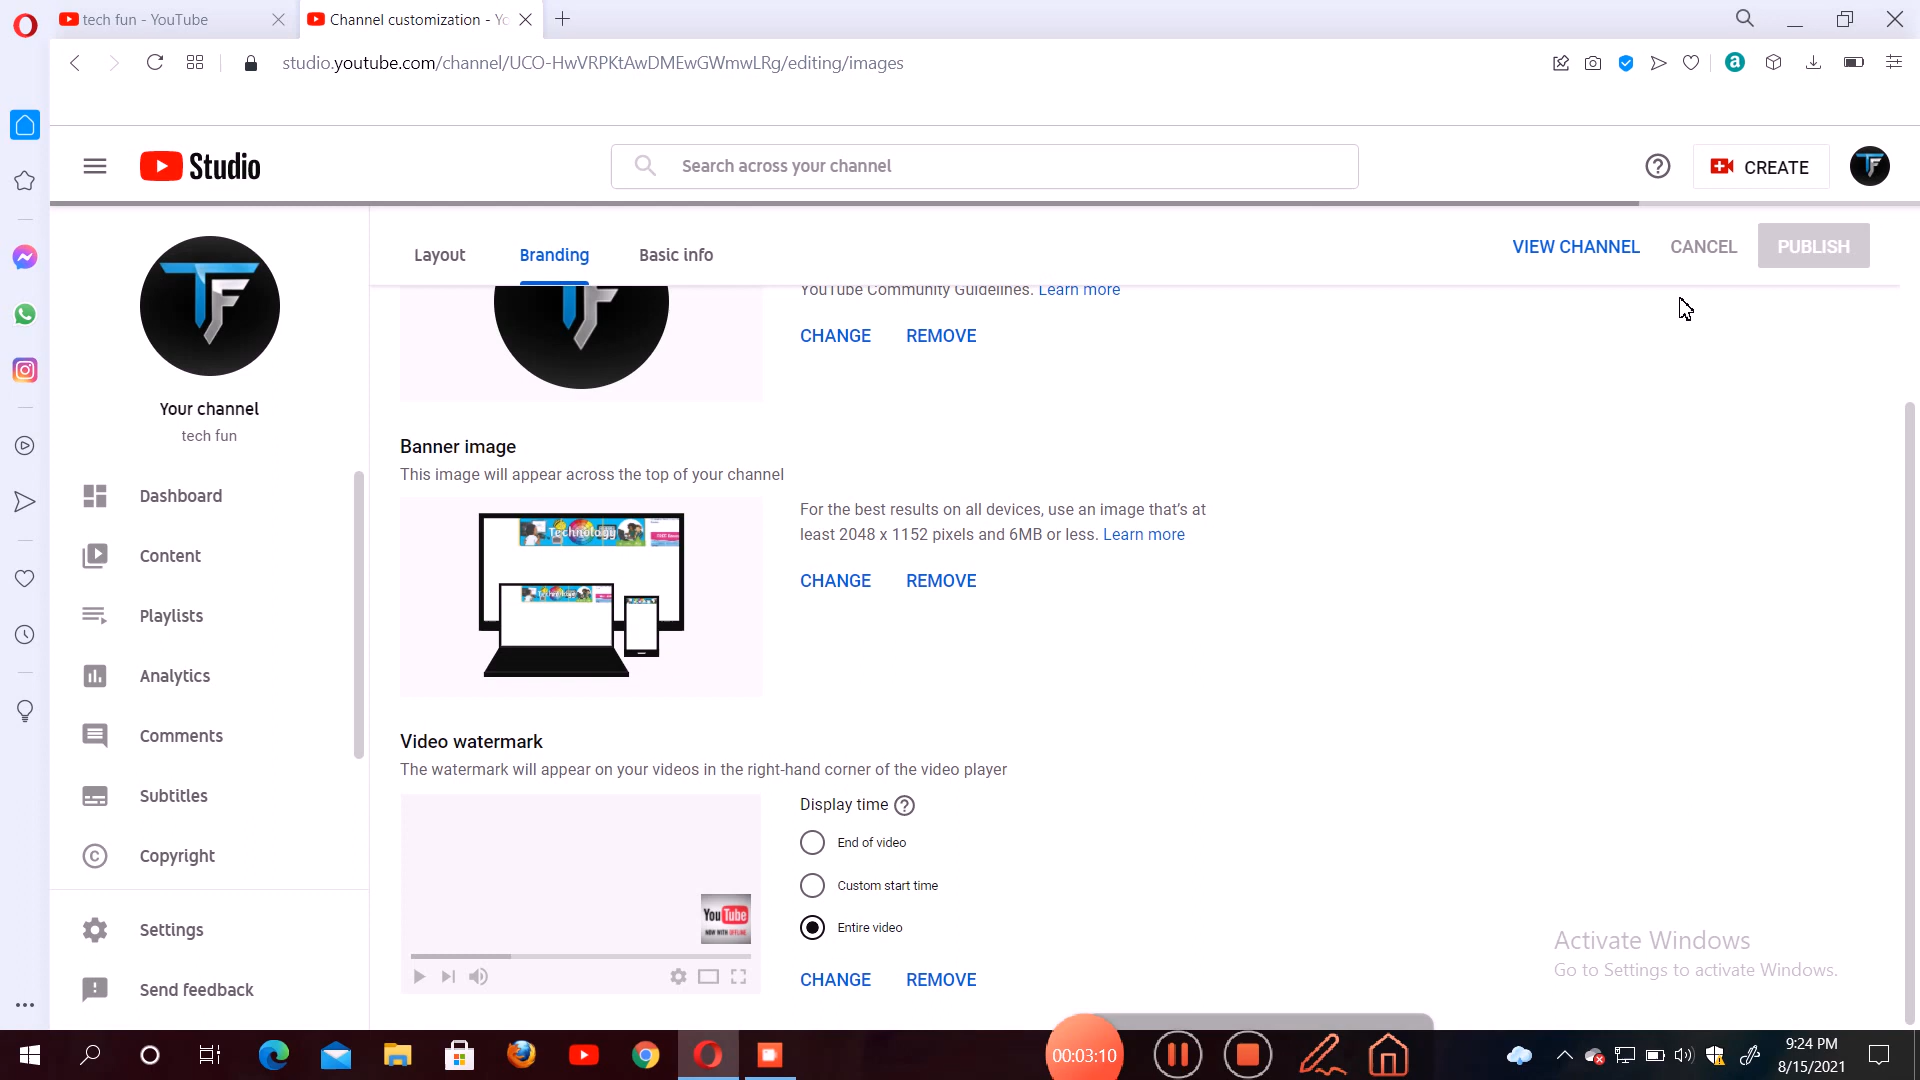 tech fun - YouTube
Channel customization - Yo
studio.youtube.com/channel/UCO-HwVRPKtAwDMEwGWmwLRg/editing/images
Studio
Search across your channel
CREATE
Layout
Branding
Basic info
VIEW CHANNEL
CANCEL
PUBLISH
YouTube Community Guidelines. Learn more
CHANGE
REMOVE
Your channel
tech fun
Dashboard
Content
Playlists
Analytics
Comments
Subtitles
Copyright
Settings
Send feedback
Banner image
This image will appear across the top of your channel
Technology
Technology
For the best results on all devices, use an image that's at
least 2048 x 1152 pixels and 6MB or less. Learn more
CHANGE
REMOVE
Video watermark
The watermark will appear on your videos in the right-hand corner of the video player
YouTube
NOW WITH OFFLINE
Display time
End of video
Custom start time
Entire video
CHANGE
REMOVE
Activate Windows
Go to Settings to activate Windows.
00:03:10
9:24 PM
8/15/2021